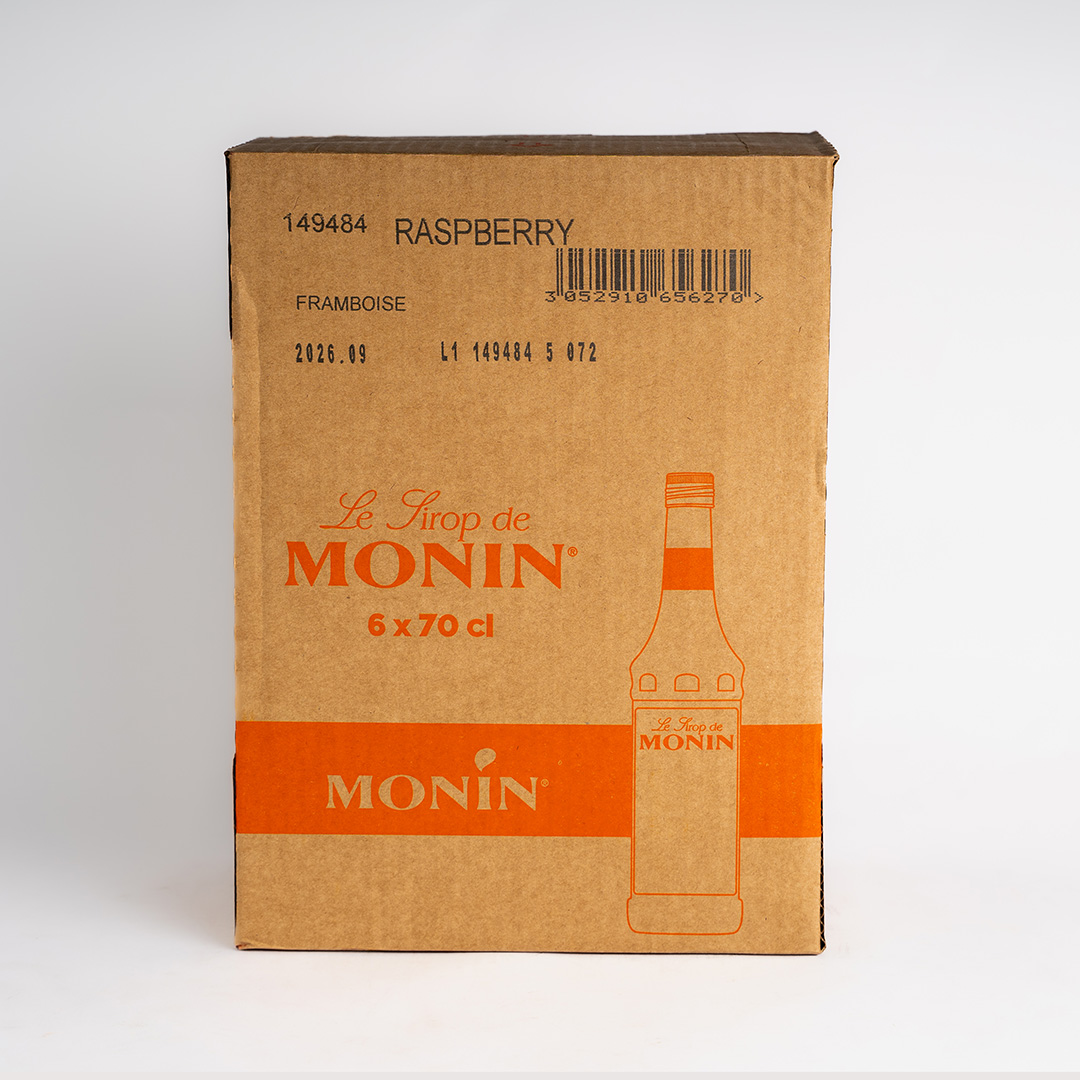 149484 RASPBERRY
3 052910 656270 >
FRAMBOISE
2026.09 L1 149484 5 072
Le Sirop de
MONIN®
6 x 70 cl
Le Sirop de
MONIN
MONIN®